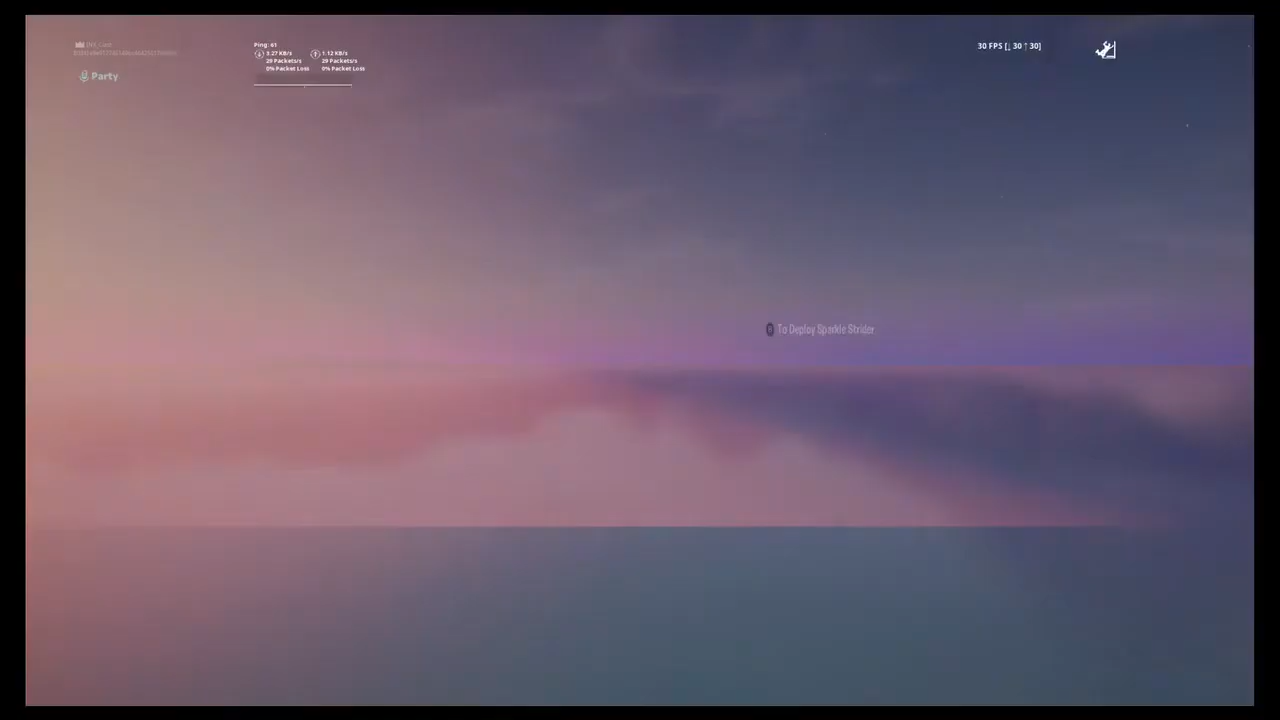 Party
Ping: 61
3.27 KB/s
29 Packets/s
0% Packet Loss
1.12 KB/s
29 Packets/s
0% Packet Loss
30 FPS [↓ 30 ↑ 30]
To Deploy Sparkle Strider